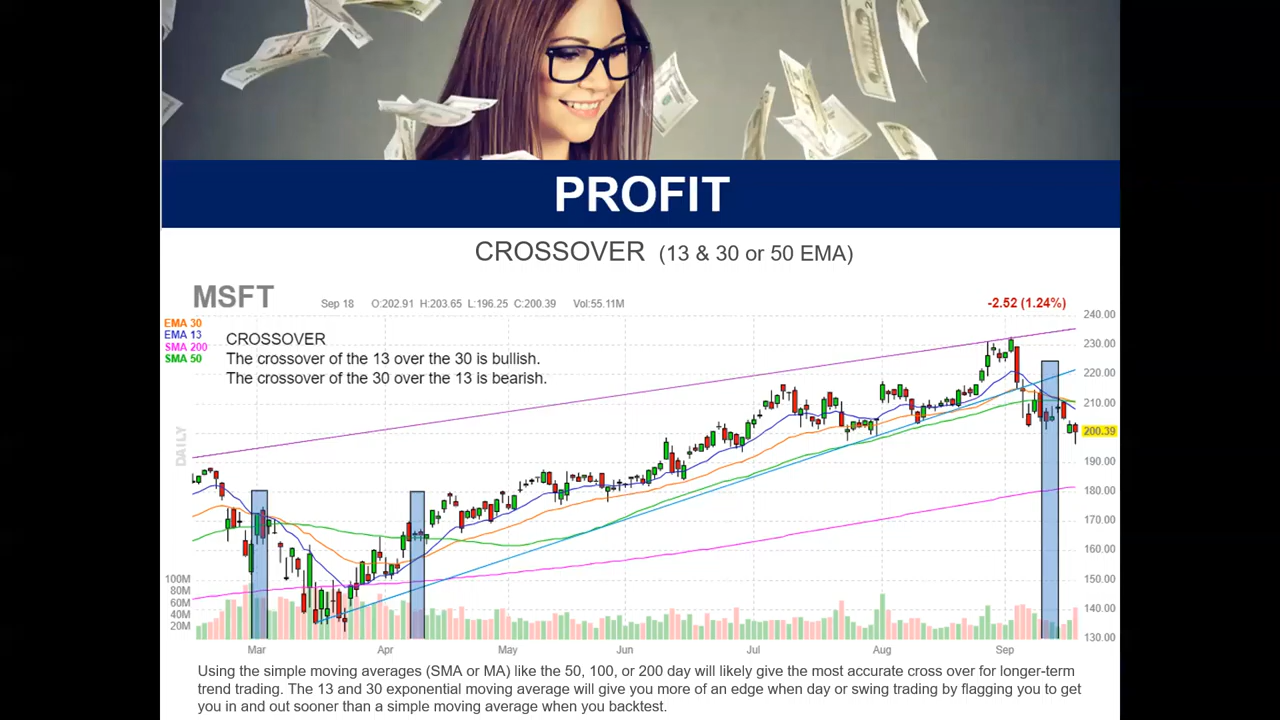 PROFIT
CROSSOVER (13 & 30 or 50 EMA)
MSFT Sep 18 O:202.91 H:203.65 L:196.25 C:200.39 Vol:55.11M -2.52 (1.24%)
EMA 30
EMA 13
SMA 200
SMA 50
CROSSOVER
The crossover of the 13 over the 30 is bullish.
The crossover of the 30 over the 13 is bearish.
DAILY
240.00
230.00
220.00
210.00
200.39
190.00
180.00
170.00
160.00
150.00
140.00
130.00
100M
80M
60M
40M
20M
Mar Apr May Jun Jul Aug Sep
Using the simple moving averages (SMA or MA) like the 50, 100, or 200 day will likely give the most accurate cross over for longer-term
trend trading. The 13 and 30 exponential moving average will give you more of an edge when day or swing trading by flagging you to get
you in and out sooner than a simple moving average when you backtest.